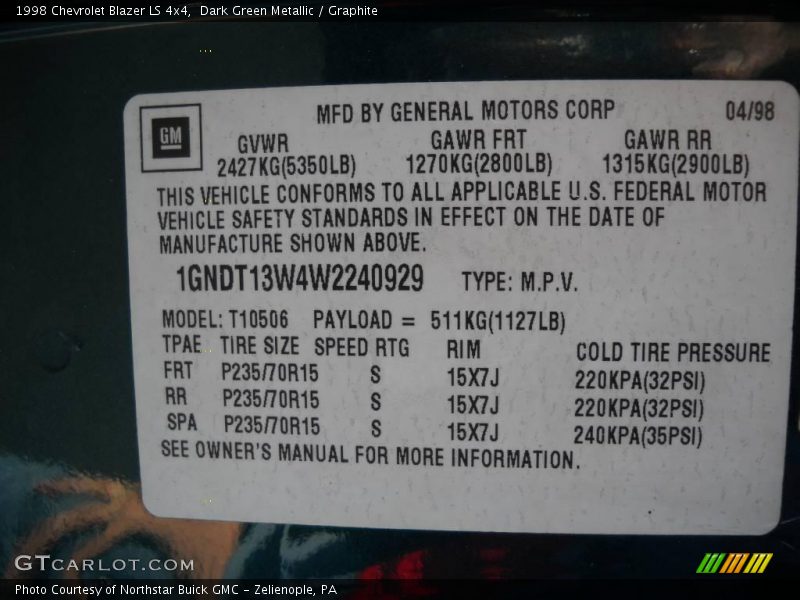 1998 Chevrolet Blazer LS 4x4,  Dark Green Metallic / Graphite
MFD BY GENERAL MOTORS CORP 04/98
GM
GVWR GAWR FRT GAWR RR
2427KG(5350LB) 1270KG(2800LB) 1315KG(2900LB)
THIS VEHICLE CONFORMS TO ALL APPLICABLE U.S. FEDERAL MOTOR
VEHICLE SAFETY STANDARDS IN EFFECT ON THE DATE OF
MANUFACTURE SHOWN ABOVE.
1GNDT13W4W2240929 TYPE: M.P.V.
MODEL: T10506 PAYLOAD = 511KG(1127LB)
TPAE TIRE SIZE SPEED RTG RIM COLD TIRE PRESSURE
FRT P235/70R15 S 15X7J 220KPA(32PSI)
RR P235/70R15 S 15X7J 220KPA(32PSI)
SPA P235/70R15 S 15X7J 240KPA(35PSI)
SEE OWNER'S MANUAL FOR MORE INFORMATION.
GTCARLOT.COM
Photo Courtesy of Northstar Buick GMC - Zelienople, PA